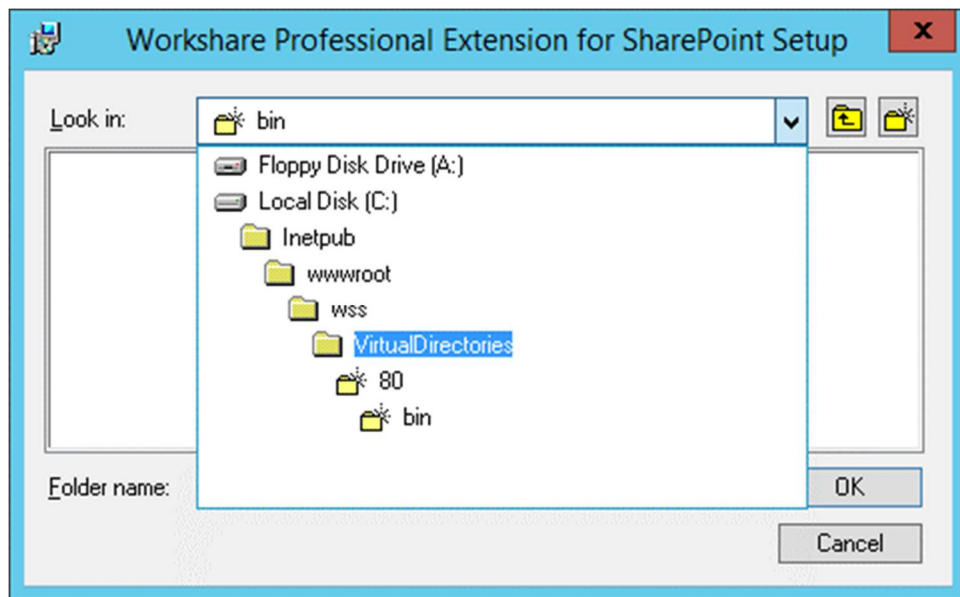 Workshare Professional Extension for SharePoint Setup
x
Look in:
bin
Floppy Disk Drive (A:)
Local Disk (C:)
Inetpub
wwwroot
wss
VirtualDirectories
80
bin
Folder name:
OK
Cancel